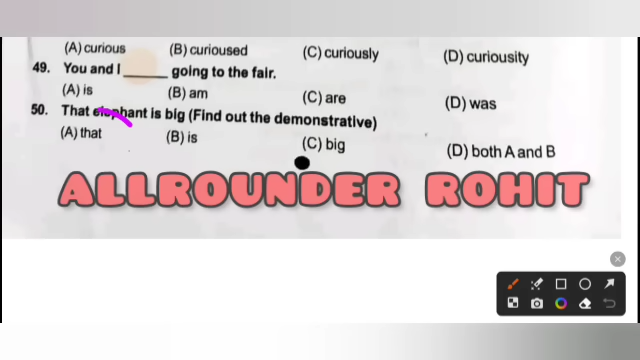 (A) curious (B) curioused (C) curiously (D) curiousity
49. You and I ______ going to the fair.
(A) is (B) am (C) are (D) was
50. That elephant is big (Find out the demonstrative)
(A) that (B) is (C) big (D) both A and B
ALLROUNDER ROHIT